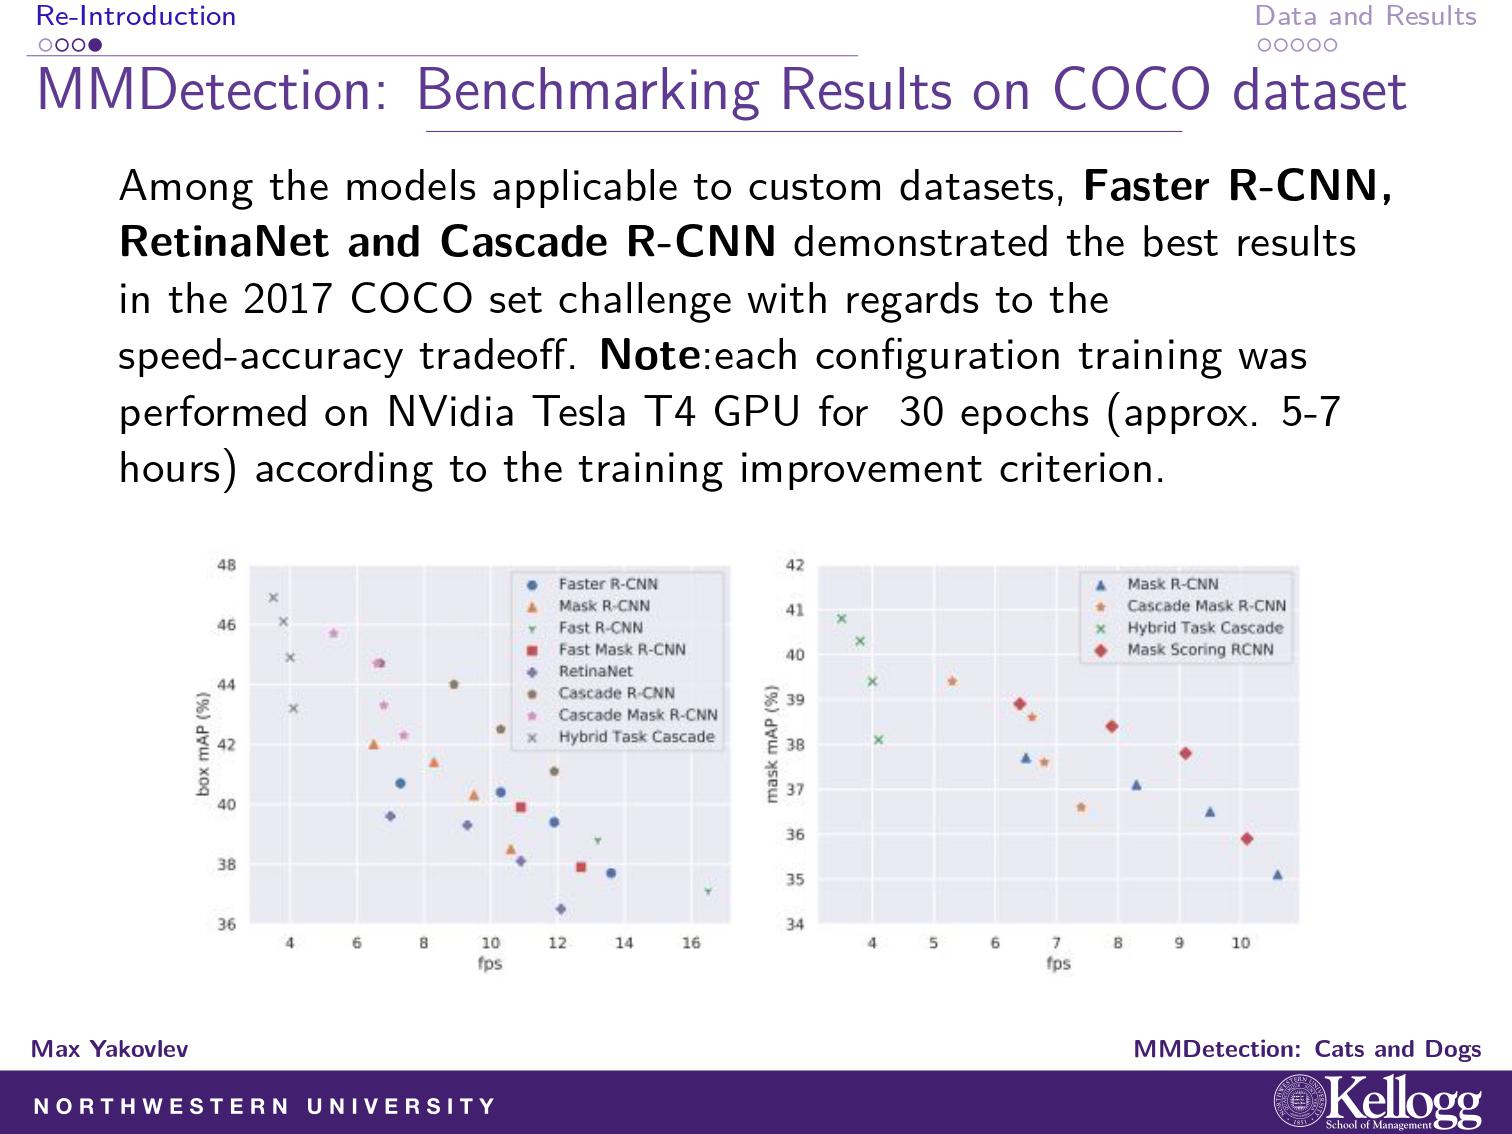 Re-Introduction
Data and Results
MMDetection: Benchmarking Results on COCO dataset
Among the models applicable to custom datasets, Faster R-CNN,
RetinaNet and Cascade R-CNN demonstrated the best results
in the 2017 COCO set challenge with regards to the
speed-accuracy tradeoff. Note:each configuration training was
performed on NVidia Tesla T4 GPU for 30 epochs (approx. 5-7
hours) according to the training improvement criterion.
48
46
44
42
40
38
36
box mAP (%)
Faster R-CNN
Mask R-CNN
Fast R-CNN
Fast Mask R-CNN
RetinaNet
Cascade R-CNN
Cascade Mask R-CNN
Hybrid Task Cascade
4 6 8 10 12 14 16
fps
42
41
40
39
38
37
36
35
34
mask mAP (%)
Mask R-CNN
Cascade Mask R-CNN
Hybrid Task Cascade
Mask Scoring RCNN
4 5 6 7 8 9 10
fps
Max Yakovlev
MMDetection: Cats and Dogs
NORTHWESTERN UNIVERSITY
Kellogg
School of Management